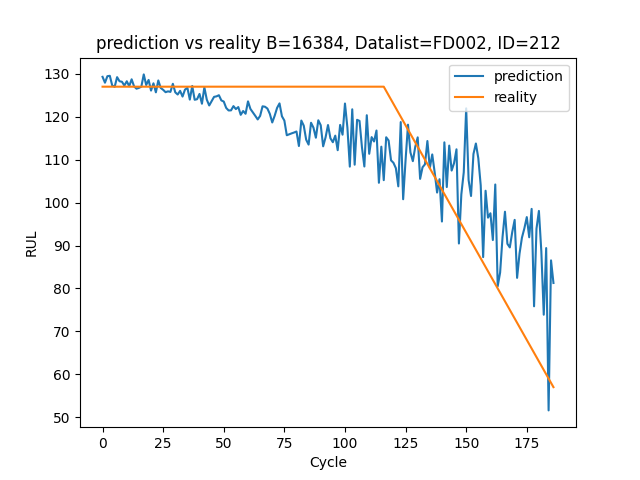 prediction vs reality B=16384, Datalist=FD002, ID=212
prediction
reality
130
120
110
100
90
80
70
60
50
RUL
0 25 50 75 100 125 150 175
Cycle